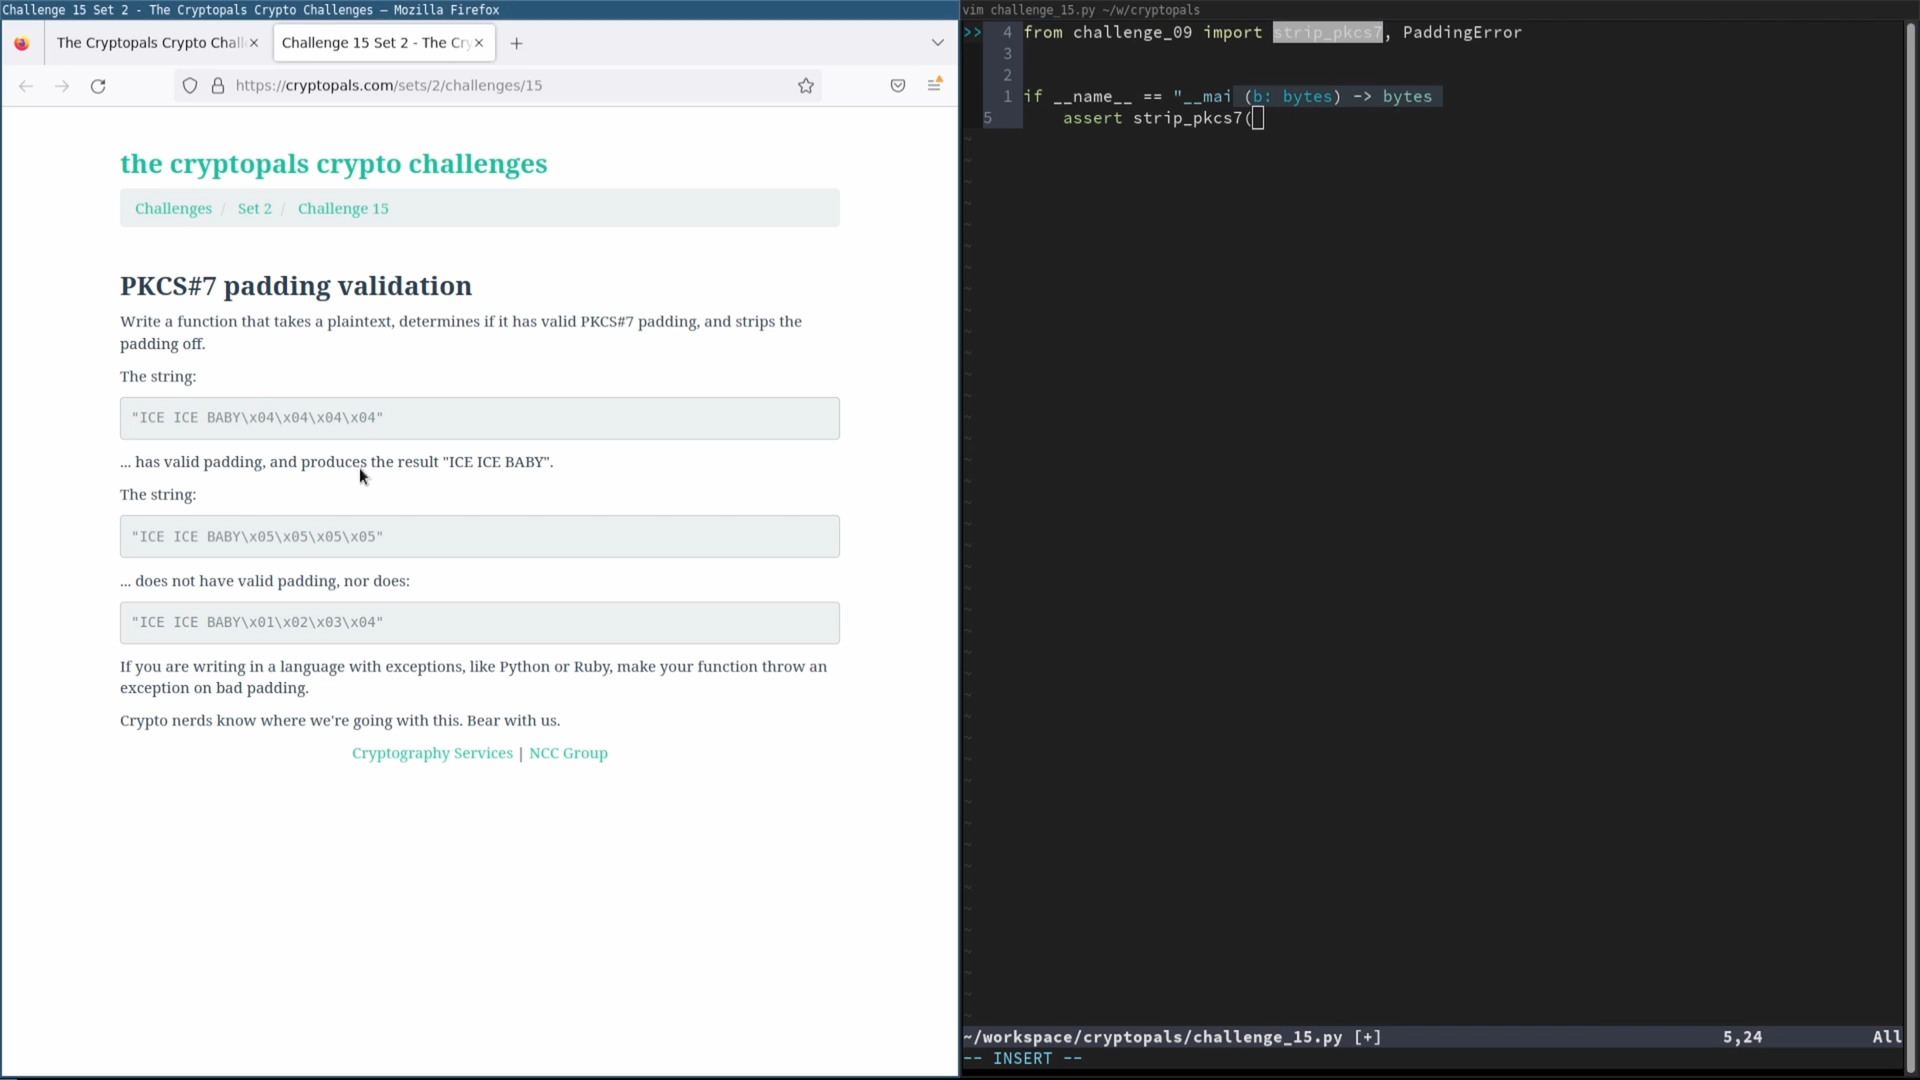 Challenge 15 Set 2 - The Cryptopals Crypto Challenges — Mozilla Firefox
The Cryptopals Crypto Chall
Challenge 15 Set 2 - The Cry
https://cryptopals.com/sets/2/challenges/15
the cryptopals crypto challenges
Challenges / Set 2 / Challenge 15
PKCS#7 padding validation
Write a function that takes a plaintext, determines if it has valid PKCS#7 padding, and strips the
padding off.
The string:
"ICE ICE BABY\x04\x04\x04\x04"
... has valid padding, and produces the result "ICE ICE BABY".
The string:
"ICE ICE BABY\x05\x05\x05\x05"
... does not have valid padding, nor does:
"ICE ICE BABY\x01\x02\x03\x04"
If you are writing in a language with exceptions, like Python or Ruby, make your function throw an
exception on bad padding.
Crypto nerds know where we're going with this. Bear with us.
Cryptography Services | NCC Group
vim challenge_15.py ~/w/cryptopals
>> 4 from challenge_09 import strip_pkcs7, PaddingError
3
2
1 if __name__ == "__mai (b: bytes) -> bytes
5 assert strip_pkcs7(
~/workspace/cryptopals/challenge_15.py [+] 5,24 All
-- INSERT --